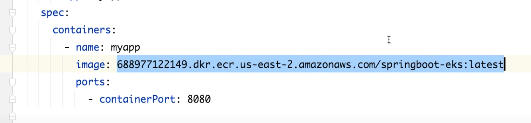 spec:
containers:
- name: myapp
image: 688977122149.dkr.ecr.us-east-2.amazonaws.com/springboot-eks:latest
ports:
- containerPort: 8080